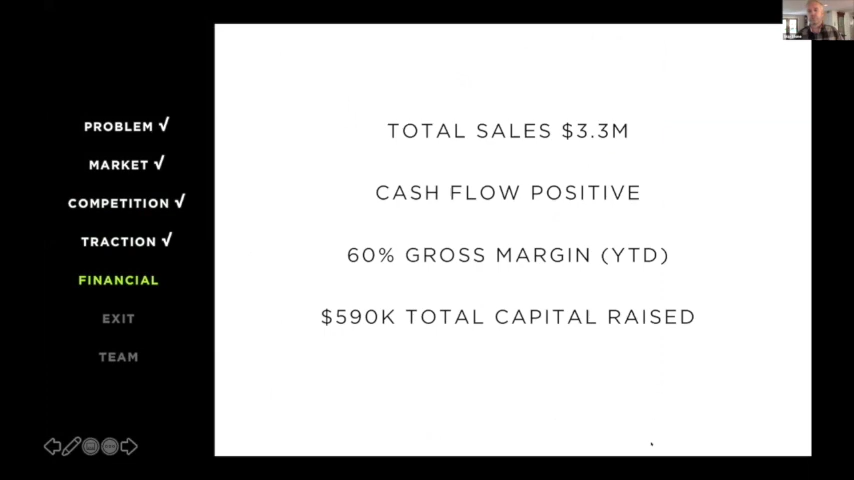 PROBLEM √
MARKET √
COMPETITION √
TRACTION √
FINANCIAL
EXIT
TEAM
TOTAL SALES $3.3M
CASH FLOW POSITIVE
60% GROSS MARGIN (YTD)
$590K TOTAL CAPITAL RAISED